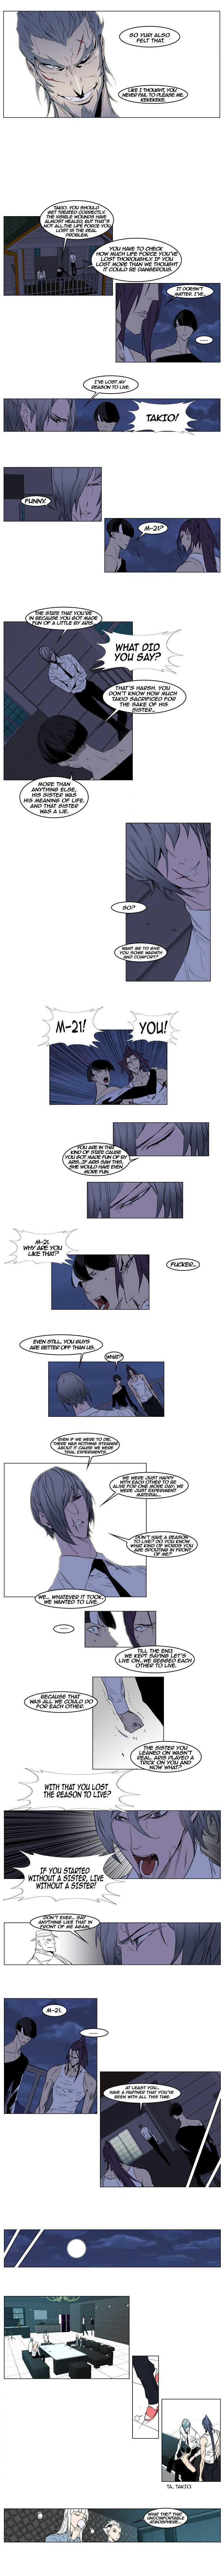 SO YURI ALSO
FELT THAT.
LIKE I THOUGHT, YOU
NEVER FAIL TO PLEASE ME.
KEKEKEKE.
TAKIO. YOU SHOULD
GET TREATED CORRECTLY.
THE VISIBLE WOUNDS HAVE
ALMOST HEALED, BUT THAT'S
NOT ALL. THE LIFE FORCE YOU
LOST IS THE REAL
PROBLEM.
YOU HAVE TO CHECK
HOW MUCH LIFE FORCE YOU'VE
LOST THOROUGHLY. IF YOU
LOST MORE THAN WE THOUGHT
IT COULD BE DANGEROUS.
IT DOESN'T
MATTER. I'VE...
......
I'VE LOST MY
REASON TO LIVE.
TAKIO!
FUNNY.
M-21?
THE STATE THAT YOU'RE
IN BECAUSE YOU GOT MADE
FUN OF A LITTLE BY ARIS.
WHAT DID
YOU SAY?
THAT'S HARSH. YOU
DON'T KNOW HOW MUCH
TAKIO SACRIFICED FOR
THE SAKE OF HIS
SISTER...
MORE THAN
ANYTHING ELSE,
HIS SISTER WAS
HIS MEANING OF LIFE.
AND THAT SISTER
WAS A LIE.
SO?
WANT ME TO GIVE
YOU SOME WARMTH
AND COMFORT?
M-21!
YOU!
YOU ARE IN THE
KIND OF STATE CAUSE
YOU GOT MADE FUN OF BY
ARIS...IF ARIS SAW THIS,
SHE WOULD HAVE EVEN
MORE FUN.
M-21.
WHY ARE YOU
LIKE THAT?
FUCKER...
EVEN STILL, YOU GUYS
ARE BETTER OFF THAN US.
WHAT?
EVEN IF WE WERE TO DIE,
THERE WAS NOTHING STRANGE
ABOUT IT CAUSE WE WERE
TRIAL EXPERIMENTS.
WE WERE JUST HAPPY
WITH EACH OTHER TO BE
ALIVE FOR ONE MORE DAY, WE
WERE JUST EXPERIMENT
MATERIAL...
DON'T HAVE A REASON
TO LIVE? DO YOU KNOW
WHAT KIND OF WORDS YOU
ARE SPOUTING IN FRONT
OF ME?
WE... WHATEVER IT TOOK,
WE WANTED TO LIVE.
......
TILL THE END,
WE KEPT SAYING LET'S
LIVE ON...WE BEGGED EACH
OTHER TO LIVE.
BECAUSE THAT
WAS ALL WE COULD DO
FOR EACH OTHER.
THE SISTER YOU
LEANED ON WASN'T
REAL. ARIS PLAYED A
TRICK ON YOU AND
NOW WHAT?
WITH THAT YOU LOST
THE REASON TO LIVE?
IF YOU STARTED
WITHOUT A SISTER, LIVE
WITHOUT A SISTER!
DON'T EVER... SAY
ANYTHING LIKE THAT IN
FRONT OF ME AGAIN.
M-21.
......
AT LEAST YOU...
HAVE A PARTNER THAT YOU'VE
BEEN WITH ALL THIS TIME.
TA, TAKIO.
WHAT THE? THIS
UNCOMFORTABLE
ATMOSPHERE...